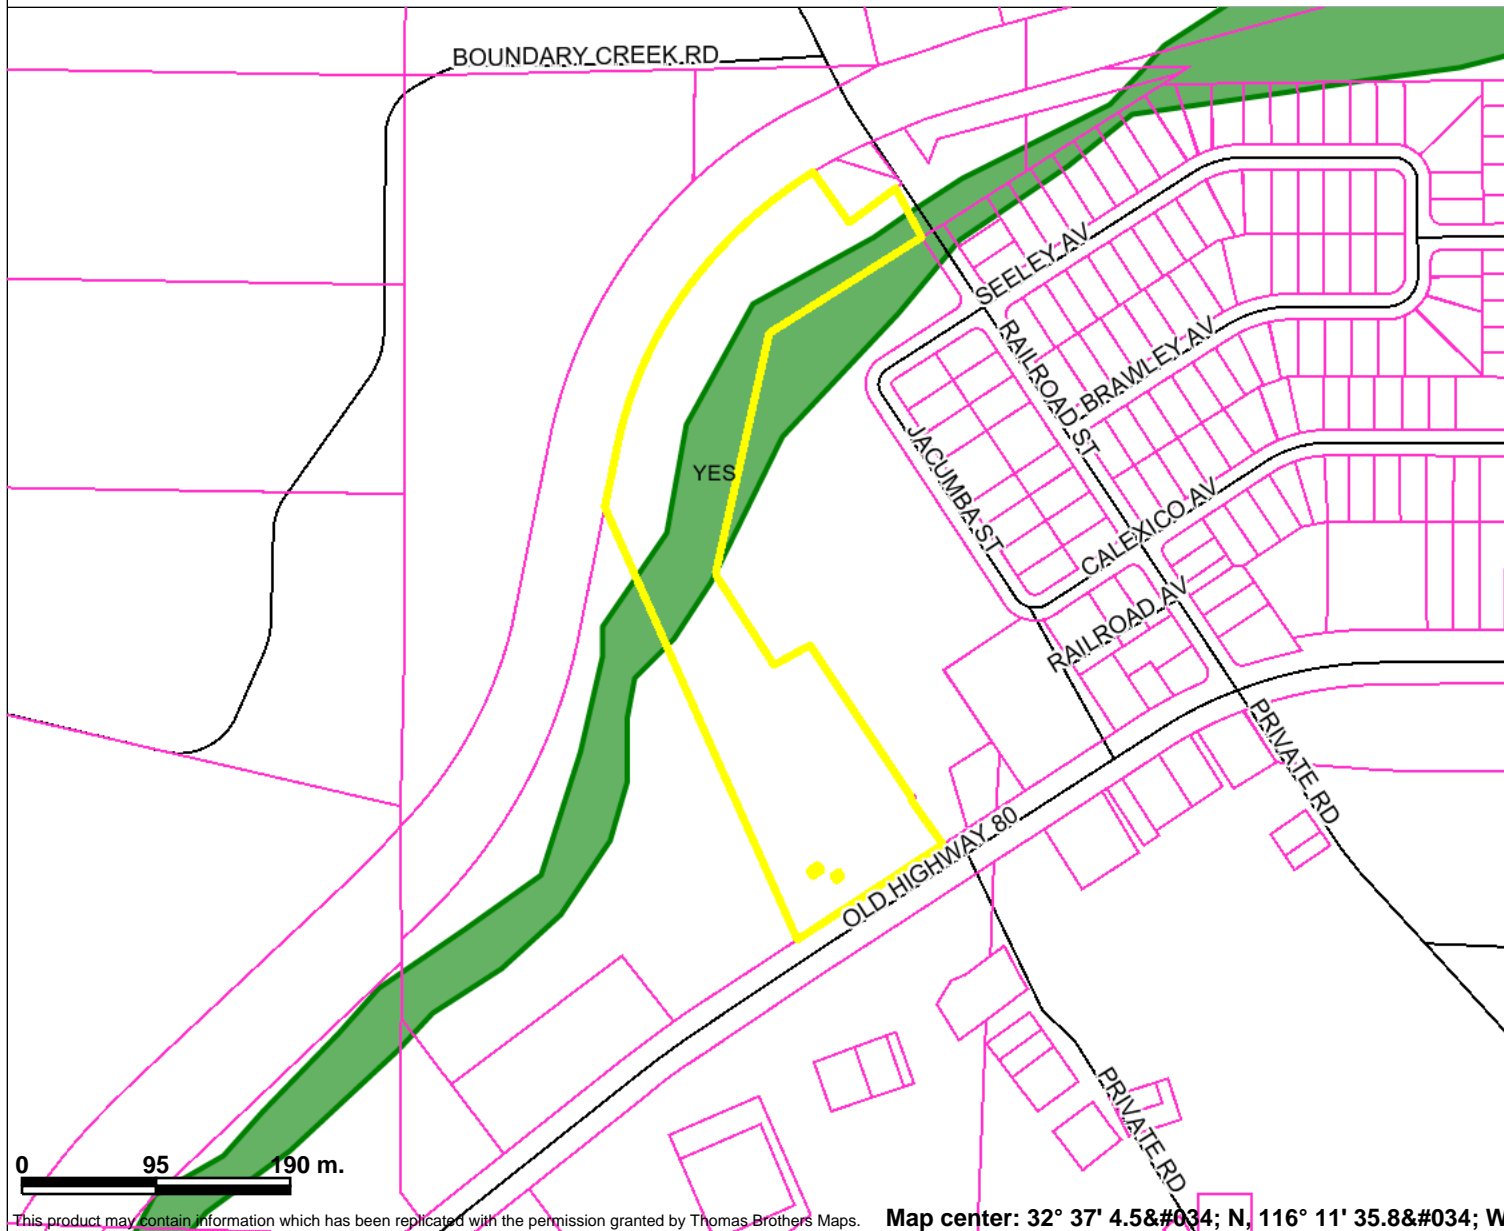 BOUNDARY CREEK RD
SEELEY AV
RAILROAD ST
BRAWLEY AV
JACUMBA ST
YES
CALEXICO AV
RAILROAD AV
PRIVATE RD
OLD HIGHWAY 80
PRIVATE RD
0 95 190 m.
This product may contain information which has been replicated with the permission granted by Thomas Brothers Maps.
Map center: 32° 37' 4.5&#034; N, 116° 11' 35.8&#034; W